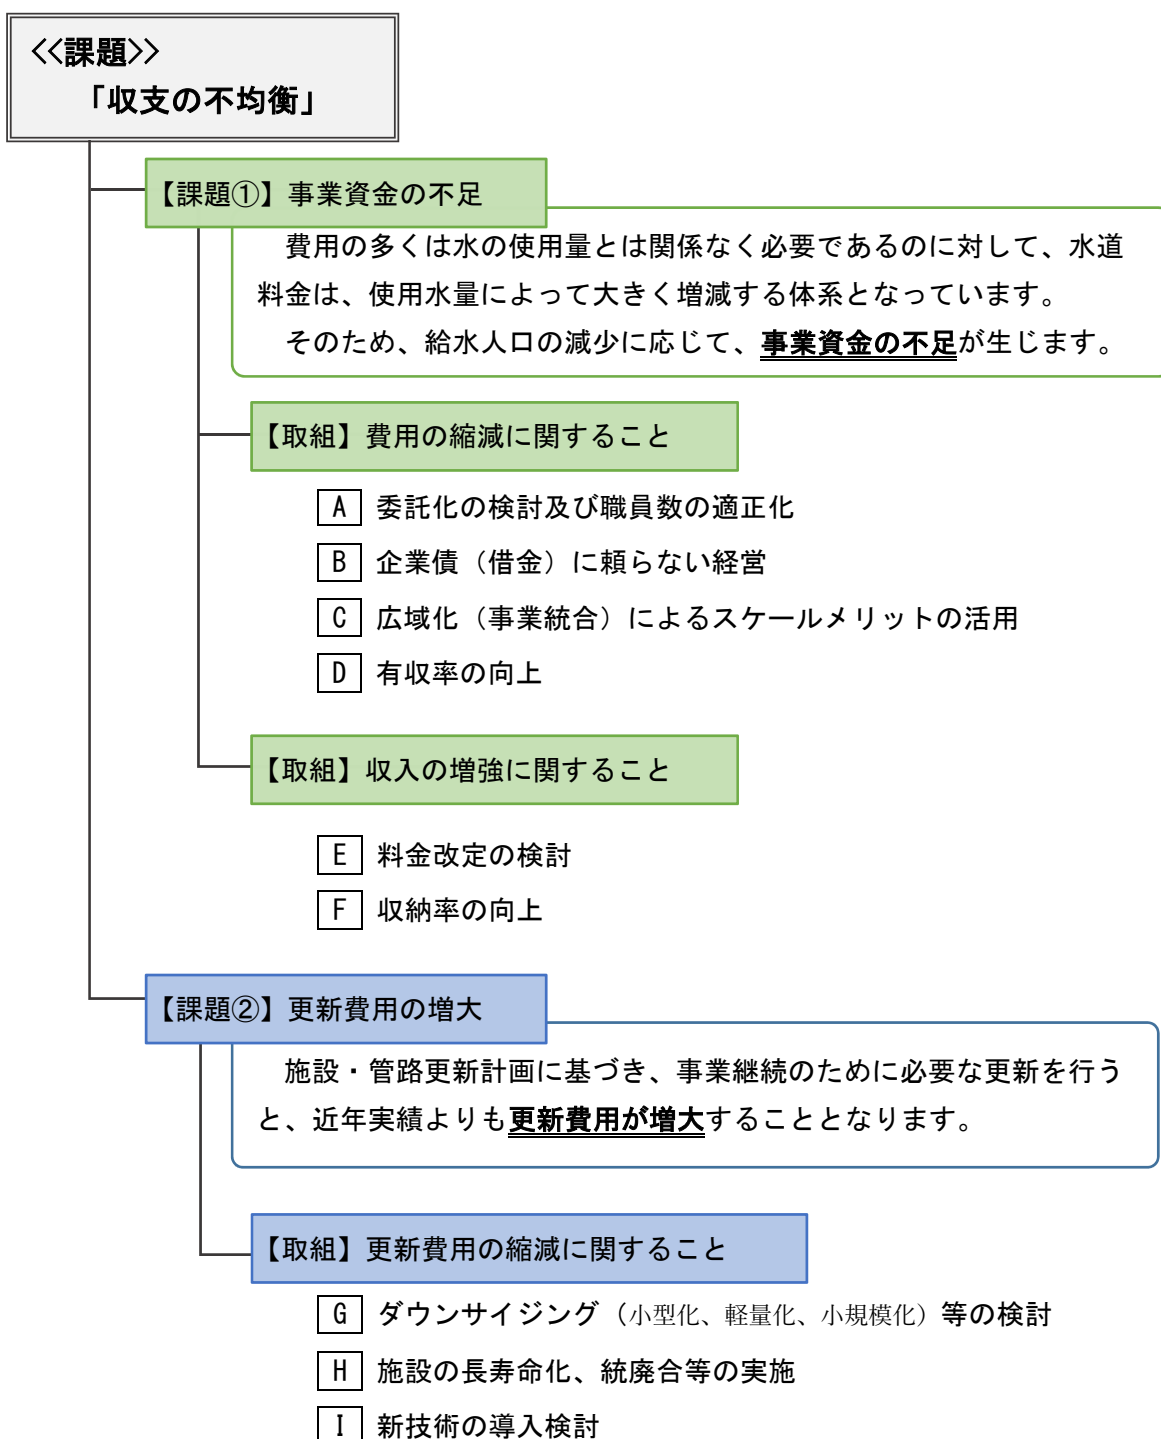 <<課題>>
「収支の不均衡」
【課題①】事業資金の不足
費用の多くは水の使用量とは関係なく必要であるのに対して、水道
料金は、使用水量によって大きく増減する体系となっています。
そのため、給水人口の減少に応じて、事業資金の不足が生じます。
【取組】費用の縮減に関すること
A 委託化の検討及び職員数の適正化
B 企業債（借金）に頼らない経営
C 広域化（事業統合）によるスケールメリットの活用
D 有収率の向上
【取組】収入の増強に関すること
E 料金改定の検討
F 収納率の向上
【課題②】更新費用の増大
施設・管路更新計画に基づき、事業継続のために必要な更新を行う
と、近年実績よりも更新費用が増大することとなります。
【取組】更新費用の縮減に関すること
G ダウンサイジング（小型化、軽量化、小規模化）等の検討
H 施設の長寿命化、統廃合等の実施
I 新技術の導入検討